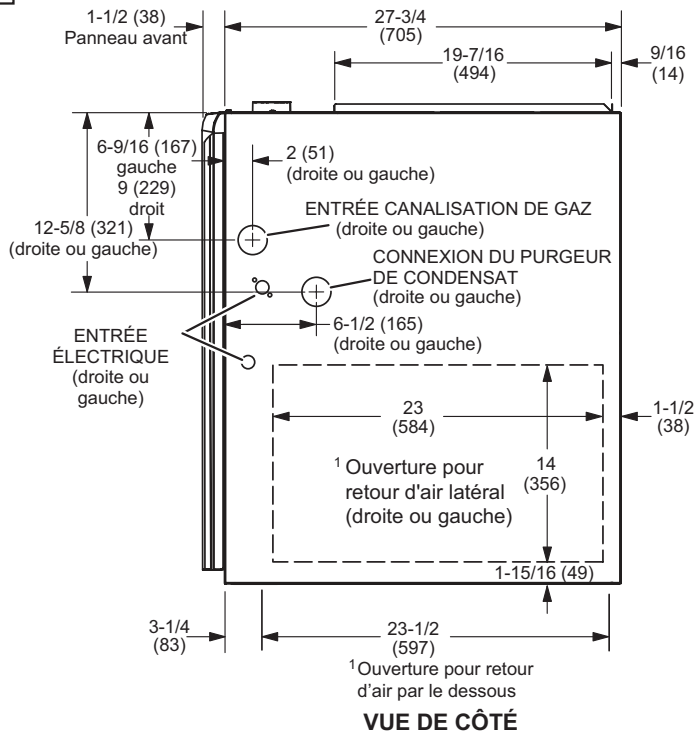 1-1/2 (38)
Panneau avant
27-3/4
(705)
19-7/16
(494)
9/16
(14)
6-9/16 (167)
gauche
9 (229)
droit
2 (51)
(droite ou gauche)
12-5/8 (321)
(droite ou gauche)
ENTRÉE CANALISATION DE GAZ
(droite ou gauche)
CONNEXION DU PURGEUR
DE CONDENSAT
(droite ou gauche)
6-1/2 (165)
(droite ou gauche)
ENTRÉE
ÉLECTRIQUE
(droite ou
gauche)
23
(584)
1-1/2
(38)
1 Ouverture pour
retour d'air latéral
(droite ou gauche)
14
(356)
1-15/16 (49)
3-1/4
(83)
23-1/2
(597)
1 Ouverture pour retour
d'air par le dessous
VUE DE CÔTÉ